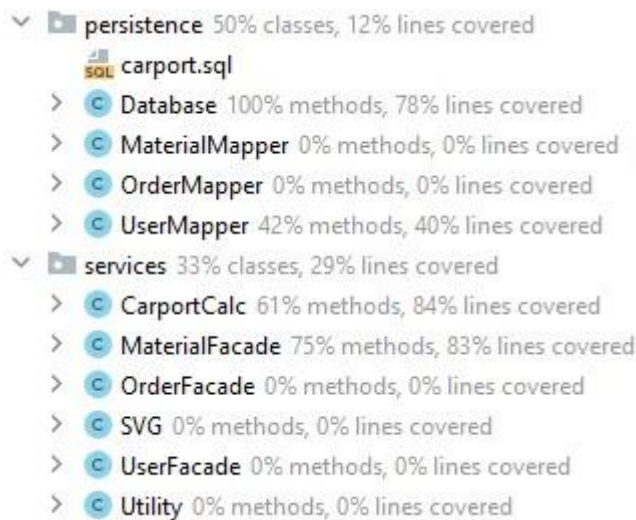 persistence 50% classes, 12% lines covered
SQL carport.sql
C Database 100% methods, 78% lines covered
C MaterialMapper 0% methods, 0% lines covered
C OrderMapper 0% methods, 0% lines covered
C UserMapper 42% methods, 40% lines covered
services 33% classes, 29% lines covered
C CarportCalc 61% methods, 84% lines covered
C MaterialFacade 75% methods, 83% lines covered
C OrderFacade 0% methods, 0% lines covered
C SVG 0% methods, 0% lines covered
C UserFacade 0% methods, 0% lines covered
C Utility 0% methods, 0% lines covered